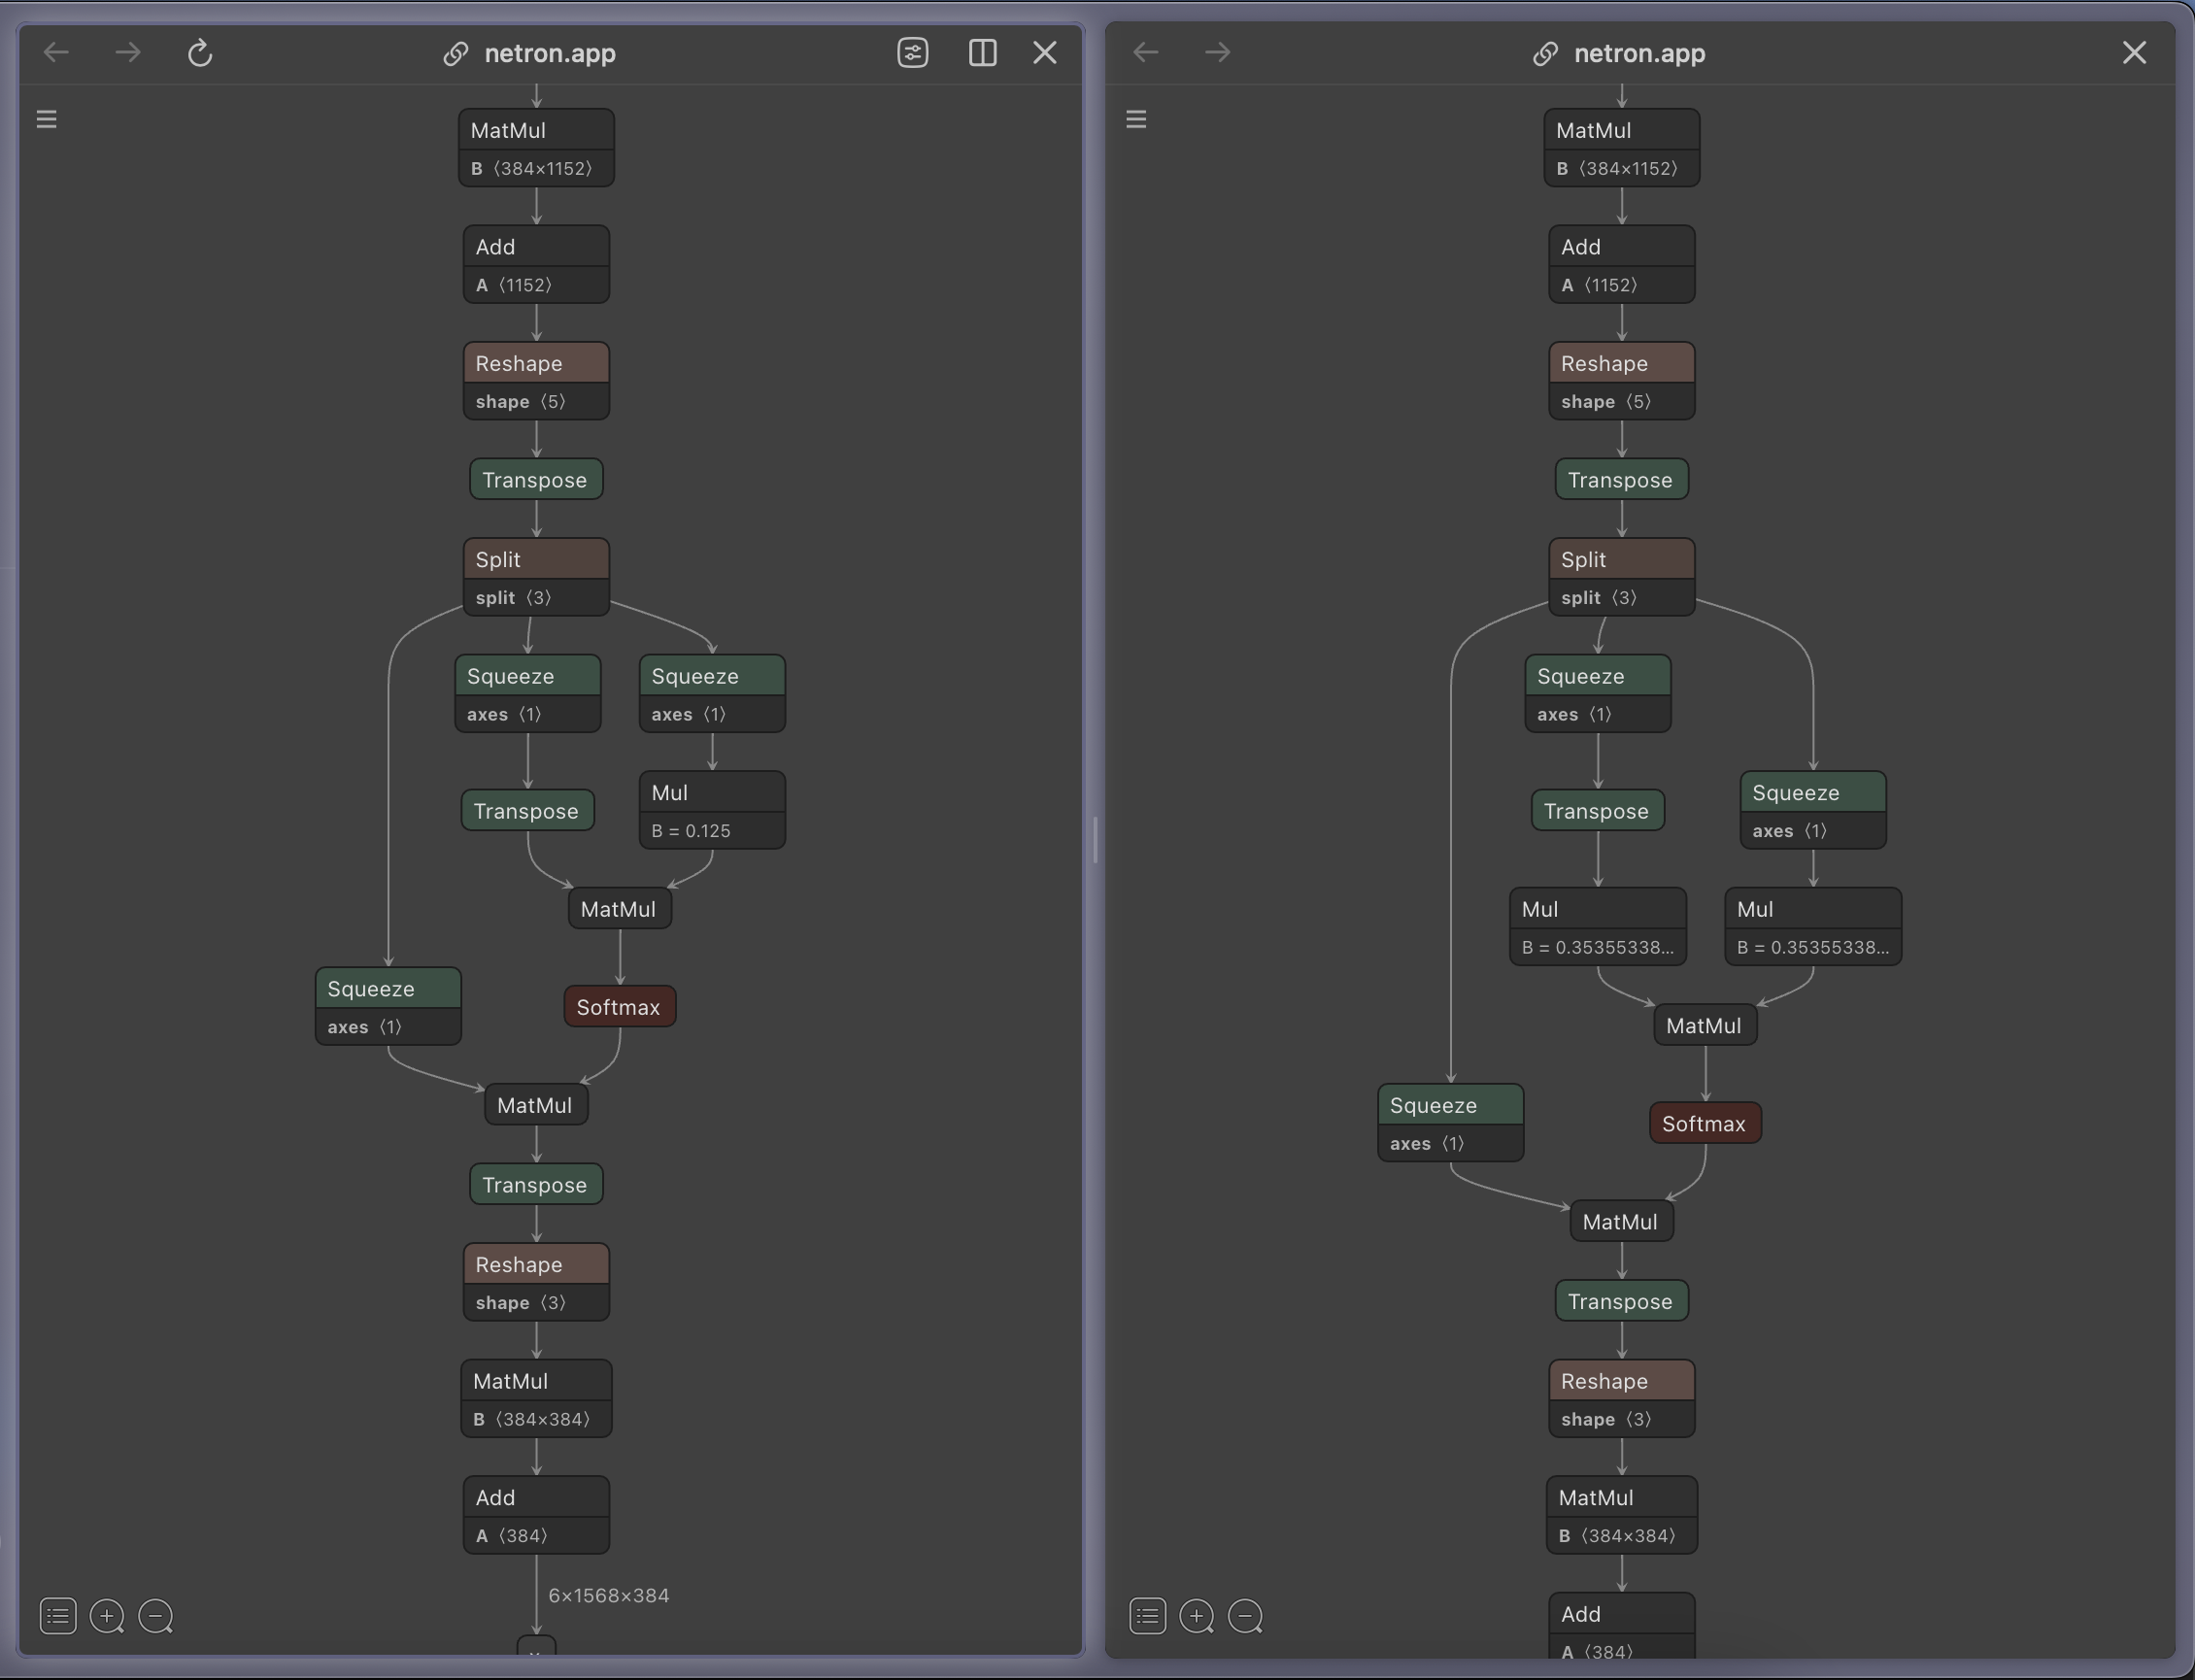 netron.app
MatMul
B ⟨384×1152⟩
Add
A ⟨1152⟩
Reshape
shape ⟨5⟩
Transpose
Split
split ⟨3⟩
Squeeze
axes ⟨1⟩
Squeeze
axes ⟨1⟩
Transpose
Mul
B = 0.125
MatMul
Squeeze
axes ⟨1⟩
Softmax
MatMul
Transpose
Reshape
shape ⟨3⟩
MatMul
B ⟨384×384⟩
Add
A ⟨384⟩
6×1568×384
netron.app
MatMul
B ⟨384×1152⟩
Add
A ⟨1152⟩
Reshape
shape ⟨5⟩
Transpose
Split
split ⟨3⟩
Squeeze
axes ⟨1⟩
Transpose
Squeeze
axes ⟨1⟩
Mul
B = 0.35355338...
Mul
B = 0.35355338...
MatMul
Squeeze
axes ⟨1⟩
Softmax
MatMul
Transpose
Reshape
shape ⟨3⟩
MatMul
B ⟨384×384⟩
Add
A ⟨384⟩